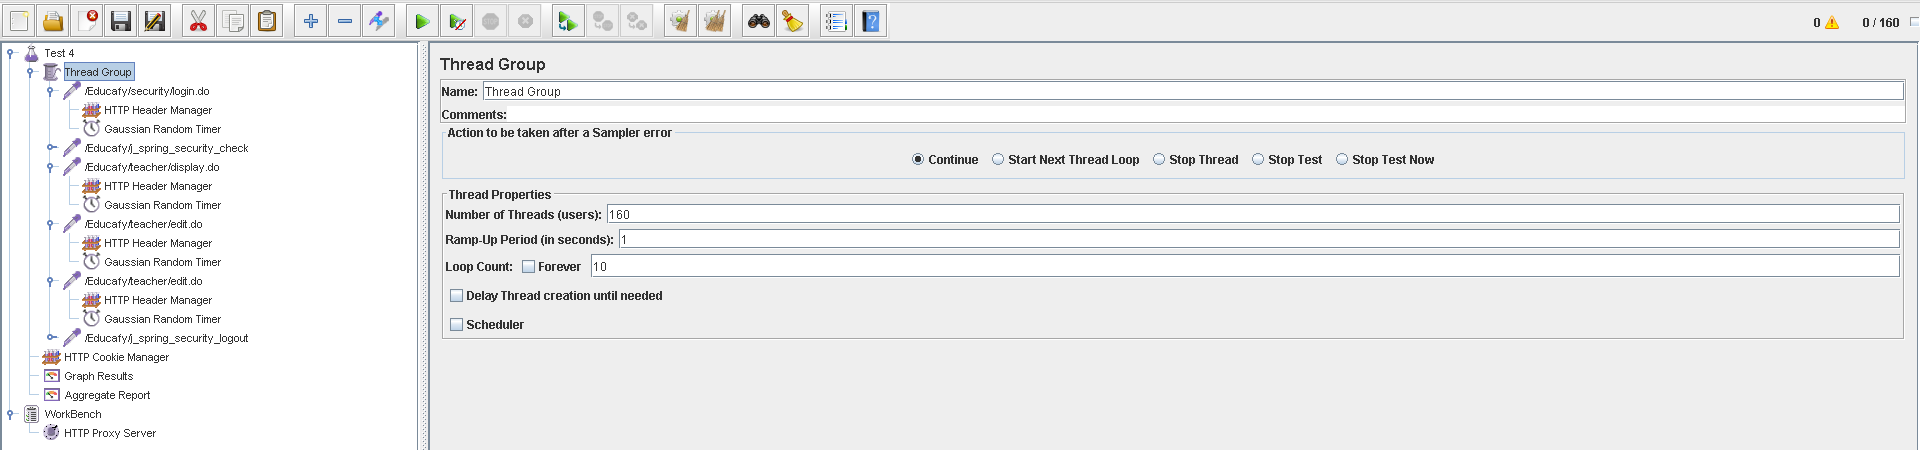 0 0 / 160
Test 4
Thread Group
/Educafy/security/login.do
HTTP Header Manager
Gaussian Random Timer
/Educafy/j_spring_security_check
/Educafy/teacher/display.do
HTTP Header Manager
Gaussian Random Timer
/Educafy/teacher/edit.do
HTTP Header Manager
Gaussian Random Timer
/Educafy/teacher/edit.do
HTTP Header Manager
Gaussian Random Timer
/Educafy/j_spring_security_logout
HTTP Cookie Manager
Graph Results
Aggregate Report
WorkBench
HTTP Proxy Server
Thread Group
Name: Thread Group
Comments:
Action to be taken after a Sampler error
Continue Start Next Thread Loop Stop Thread Stop Test Stop Test Now
Thread Properties
Number of Threads (users): 160
Ramp-Up Period (in seconds): 1
Loop Count: Forever 10
Delay Thread creation until needed
Scheduler